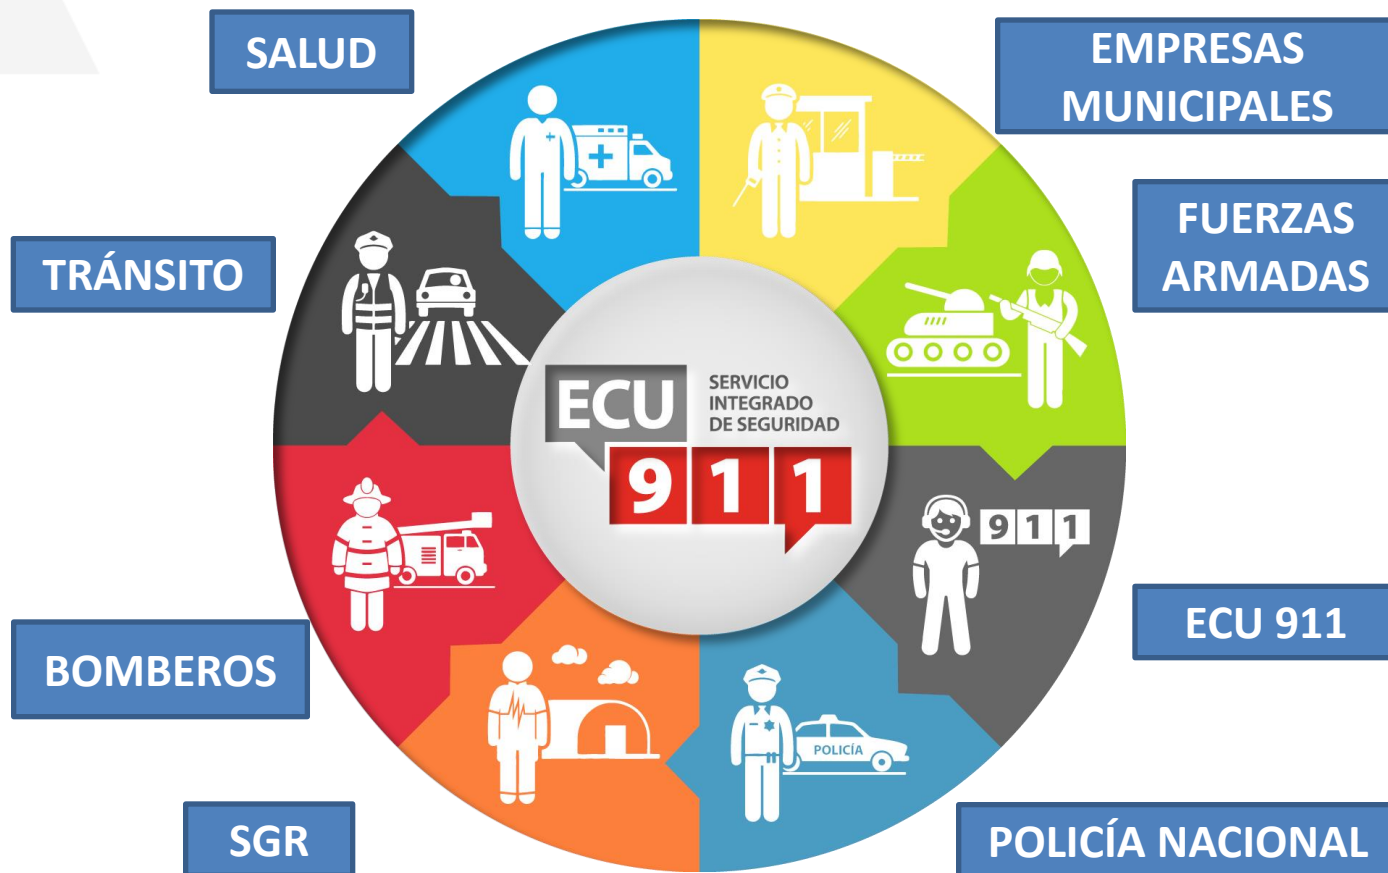 SALUD
EMPRESAS
MUNICIPALES
TRÁNSITO
FUERZAS
ARMADAS
ECU
SERVICIO
INTEGRADO
DE SEGURIDAD
911
911
ECU 911
BOMBEROS
POLICÍA
SGR
POLICÍA NACIONAL